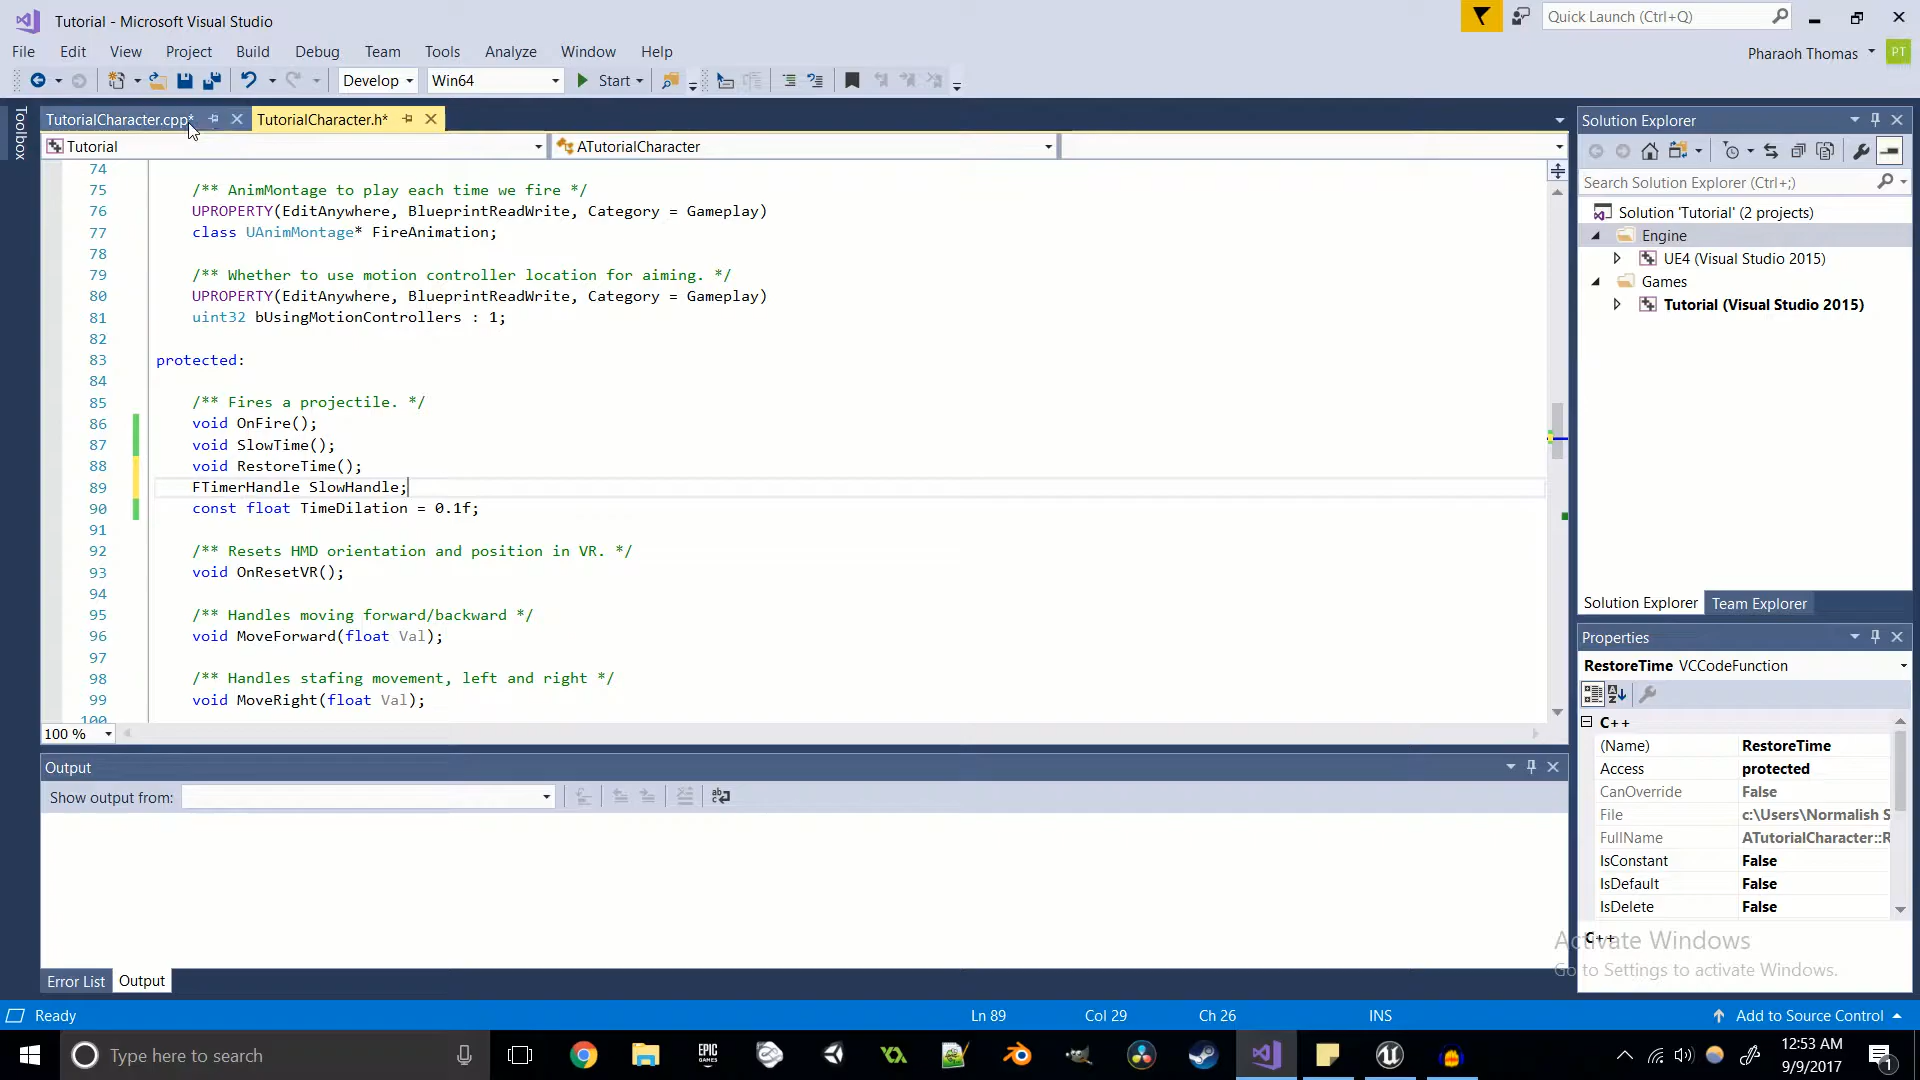 Tutorial - Microsoft Visual Studio
Quick Launch (Ctrl+Q)
File Edit View Project Build Debug Team Tools Analyze Window Help
Pharaoh Thomas PT
Develop Win64 Start
Toolbox
TutorialCharacter.cpp* TutorialCharacter.h*
Tutorial ATutorialCharacter
74
75 /** AnimMontage to play each time we fire */
76 UPROPERTY(EditAnywhere, BlueprintReadWrite, Category = Gameplay)
77 class UAnimMontage* FireAnimation;
78
79 /** Whether to use motion controller location for aiming. */
80 UPROPERTY(EditAnywhere, BlueprintReadWrite, Category = Gameplay)
81 uint32 bUsingMotionControllers : 1;
82
83 protected:
84
85 /** Fires a projectile. */
86 void OnFire();
87 void SlowTime();
88 void RestoreTime();
89 FTimerHandle SlowHandle;
90 const float TimeDilation = 0.1f;
91
92 /** Resets HMD orientation and position in VR. */
93 void OnResetVR();
94
95 /** Handles moving forward/backward */
96 void MoveForward(float Val);
97
98 /** Handles stafing movement, left and right */
99 void MoveRight(float Val);
100
100 %
Output
Show output from:
Error List Output
Solution Explorer
Search Solution Explorer (Ctrl+;)
Solution 'Tutorial' (2 projects)
Engine
UE4 (Visual Studio 2015)
Games
Tutorial (Visual Studio 2015)
Solution Explorer Team Explorer
Properties
RestoreTime VCCodeFunction
C++
(Name) RestoreTime
Access protected
CanOverride False
File c:\Users\Normalish S
FullName ATutorialCharacter::R
IsConstant False
IsDefault False
IsDelete False
C++
Activate Windows
Go to Settings to activate Windows.
Ready Ln 89 Col 29 Ch 26 INS Add to Source Control
Type here to search
EPIC GAMES
12:53 AM
9/9/2017
1